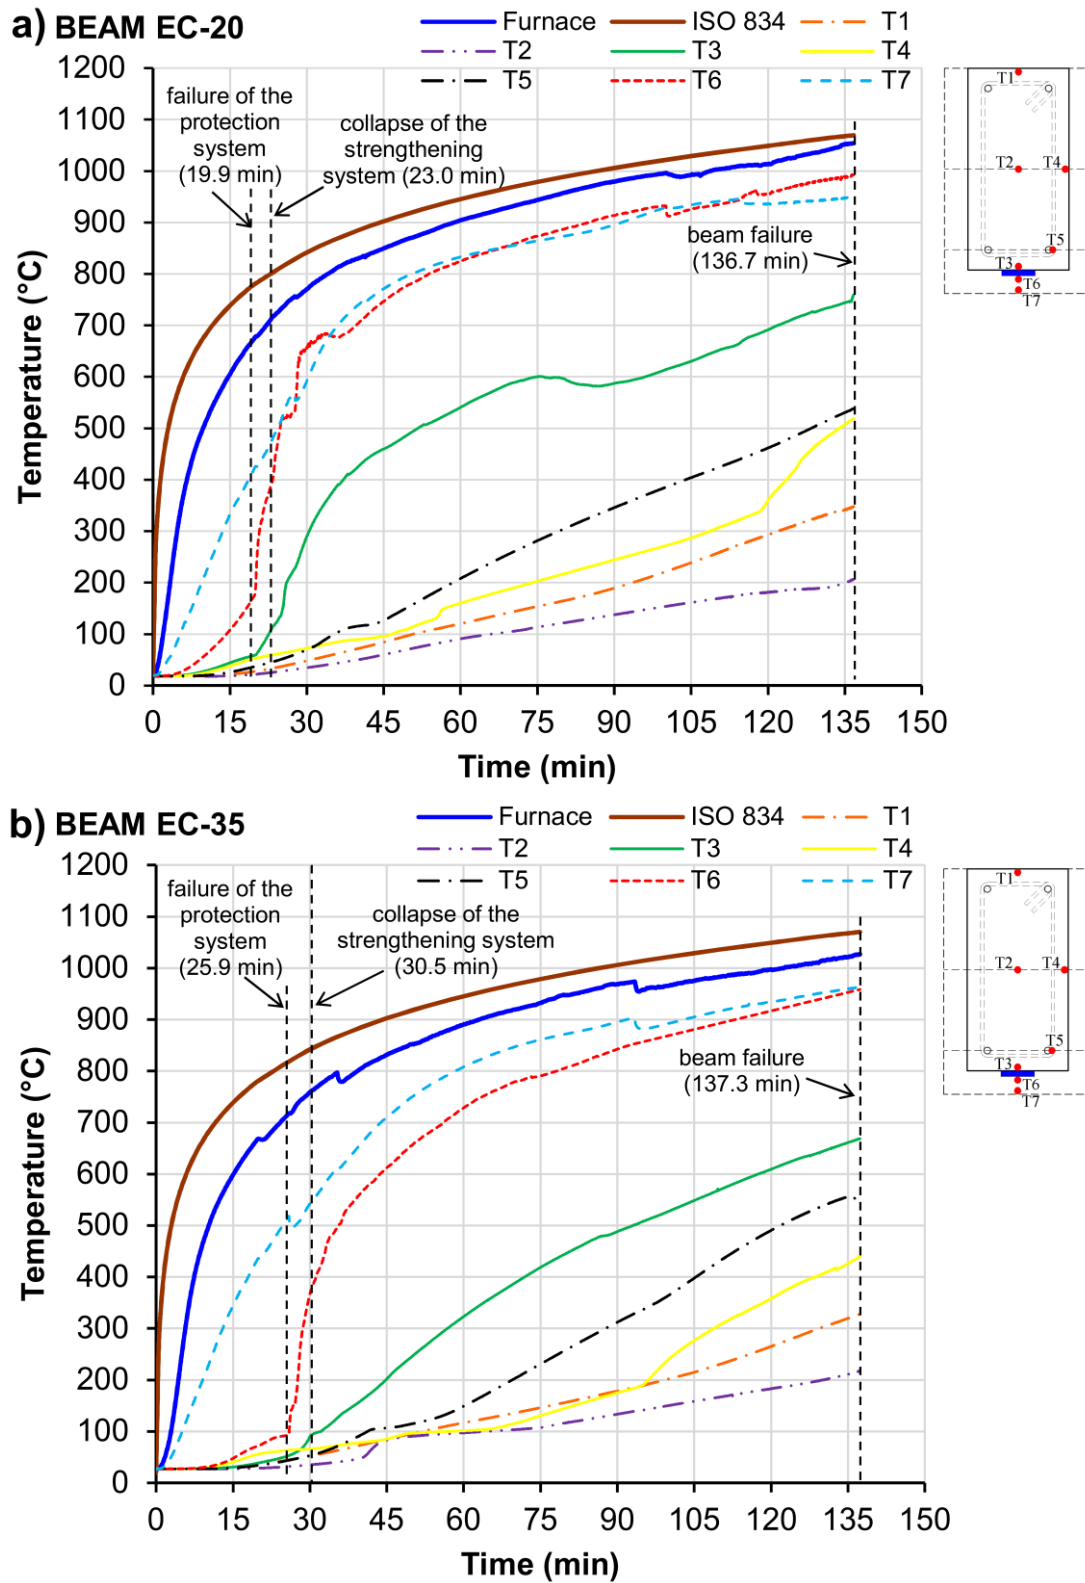 a) BEAM EC-20
Furnace ISO 834 T1
T2 T3 T4
T5 T6 T7
1200
1100
1000
900
800
700
600
500
400
300
200
100
0
Temperature (°C)
failure of the
protection
system
(19.9 min)
collapse of the
strengthening
system (23.0 min)
beam failure
(136.7 min)
0 15 30 45 60 75 90 105 120 135 150
Time (min)
T1
T2 T4
T5
T3
T6
T7
b) BEAM EC-35
Furnace ISO 834 T1
T2 T3 T4
T5 T6 T7
1200
1100
1000
900
800
700
600
500
400
300
200
100
0
Temperature (°C)
failure of the
protection
system
(25.9 min)
collapse of the
strengthening system
(30.5 min)
beam failure
(137.3 min)
0 15 30 45 60 75 90 105 120 135 150
Time (min)
T1
T2 T4
T5
T3
T6
T7